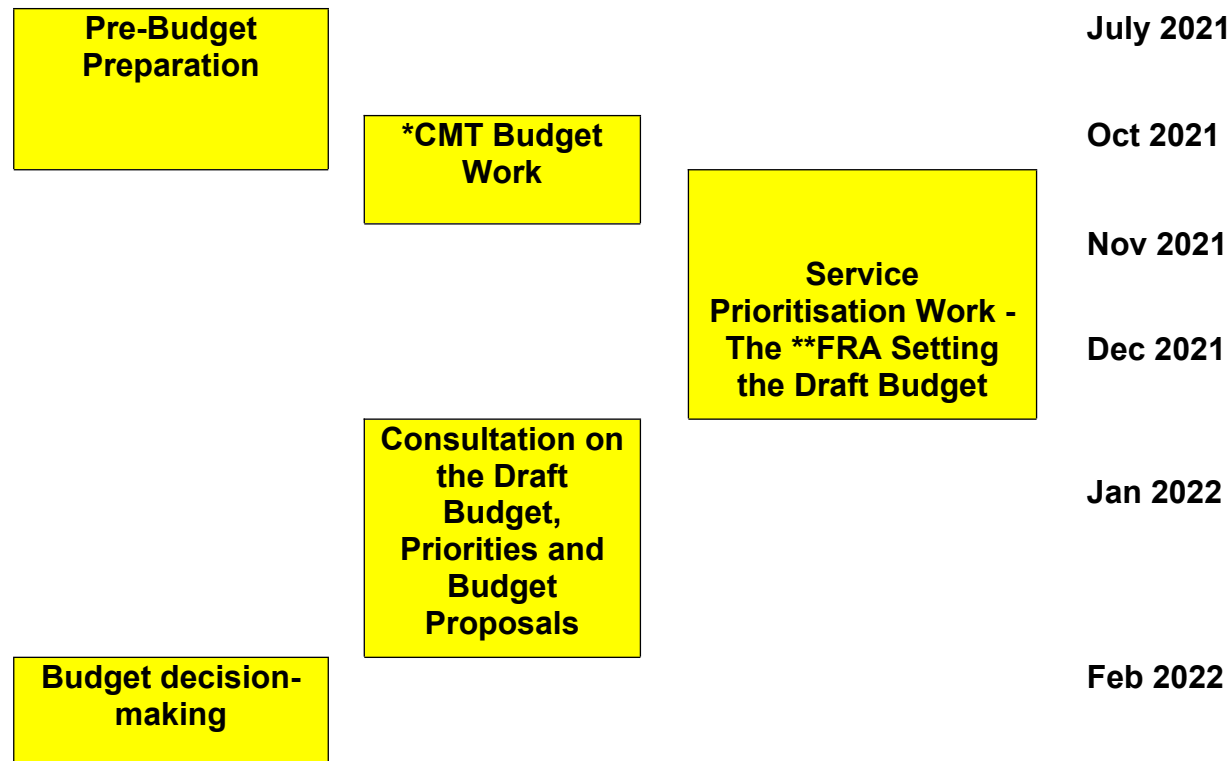 Pre-Budget
Preparation
July 2021
*CMT Budget
Work
Oct 2021
Nov 2021
Service
Prioritisation Work -
The **FRA Setting
the Draft Budget
Dec 2021
Consultation on
the Draft
Budget,
Priorities and
Budget
Proposals
Jan 2022
Budget decision-
making
Feb 2022